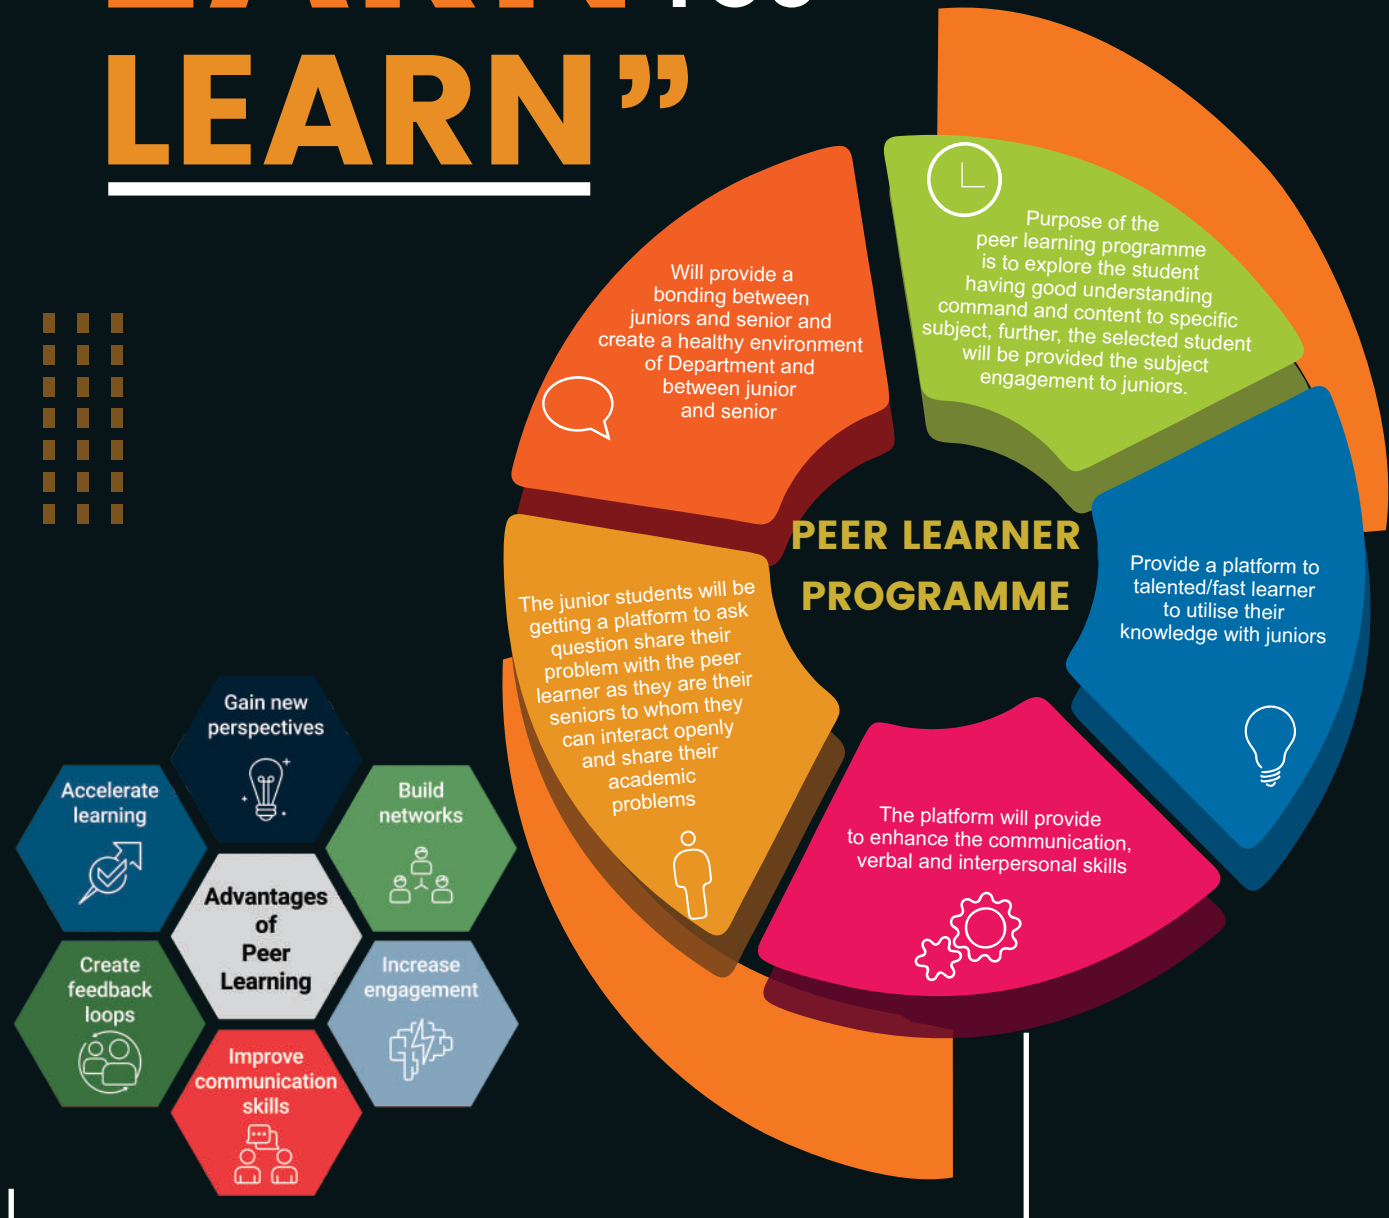 LEARN”
Will provide a
bonding between
juniors and senior and
create a healthy environment
of Department and
between junior
and senior
Purpose of the
peer learning programme
is to explore the student
having good understanding
command and content to specific
subject, further, the selected student
will be provided the subject
engagement to juniors.
PEER LEARNER
PROGRAMME
Provide a platform to
talented/fast learner
to utilise their
knowledge with juniors
The junior students will be
getting a platform to ask
question share their
problem with the peer
learner as they are their
seniors to whom they
can interact openly
and share their
academic
problems
The platform will provide
to enhance the communication,
verbal and interpersonal skills
Gain new
perspectives
Accelerate
learning
Build
networks
Advantages
of
Peer
Learning
Create
feedback
loops
Increase
engagement
Improve
communication
skills